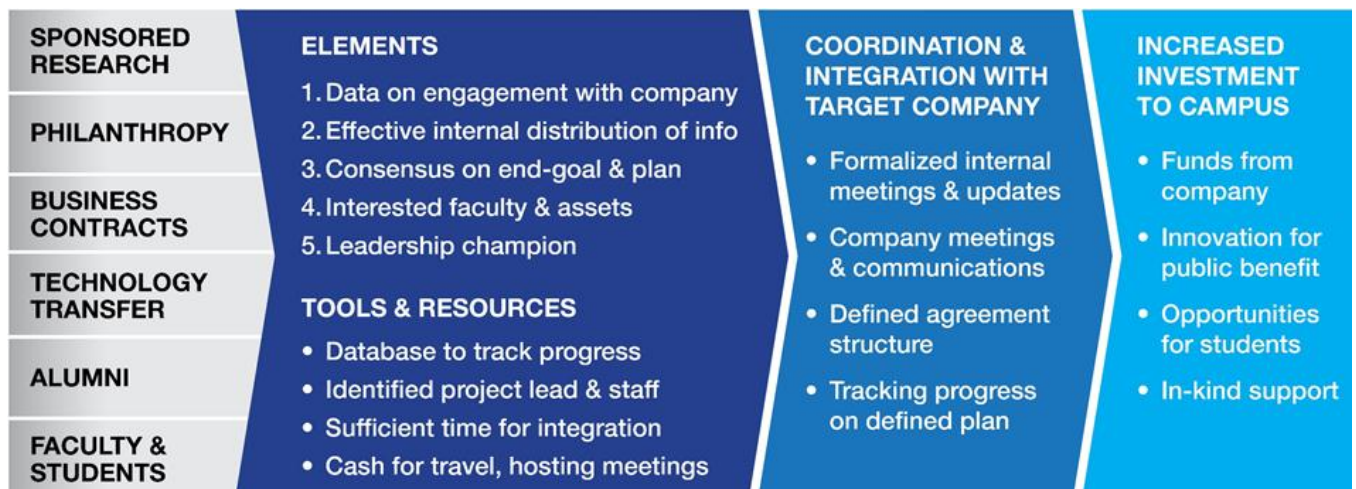 SPONSORED
RESEARCH
PHILANTHROPY
BUSINESS
CONTRACTS
TECHNOLOGY
TRANSFER
ALUMNI
FACULTY &
STUDENTS
ELEMENTS
1. Data on engagement with company
2. Effective internal distribution of info
3. Consensus on end-goal & plan
4. Interested faculty & assets
5. Leadership champion
TOOLS & RESOURCES
• Database to track progress
• Identified project lead & staff
• Sufficient time for integration
• Cash for travel, hosting meetings
COORDINATION &
INTEGRATION WITH
TARGET COMPANY
• Formalized internal
meetings & updates
• Company meetings
& communications
• Defined agreement
structure
• Tracking progress
on defined plan
INCREASED
INVESTMENT
TO CAMPUS
• Funds from
company
• Innovation for
public benefit
• Opportunities
for students
• In-kind support